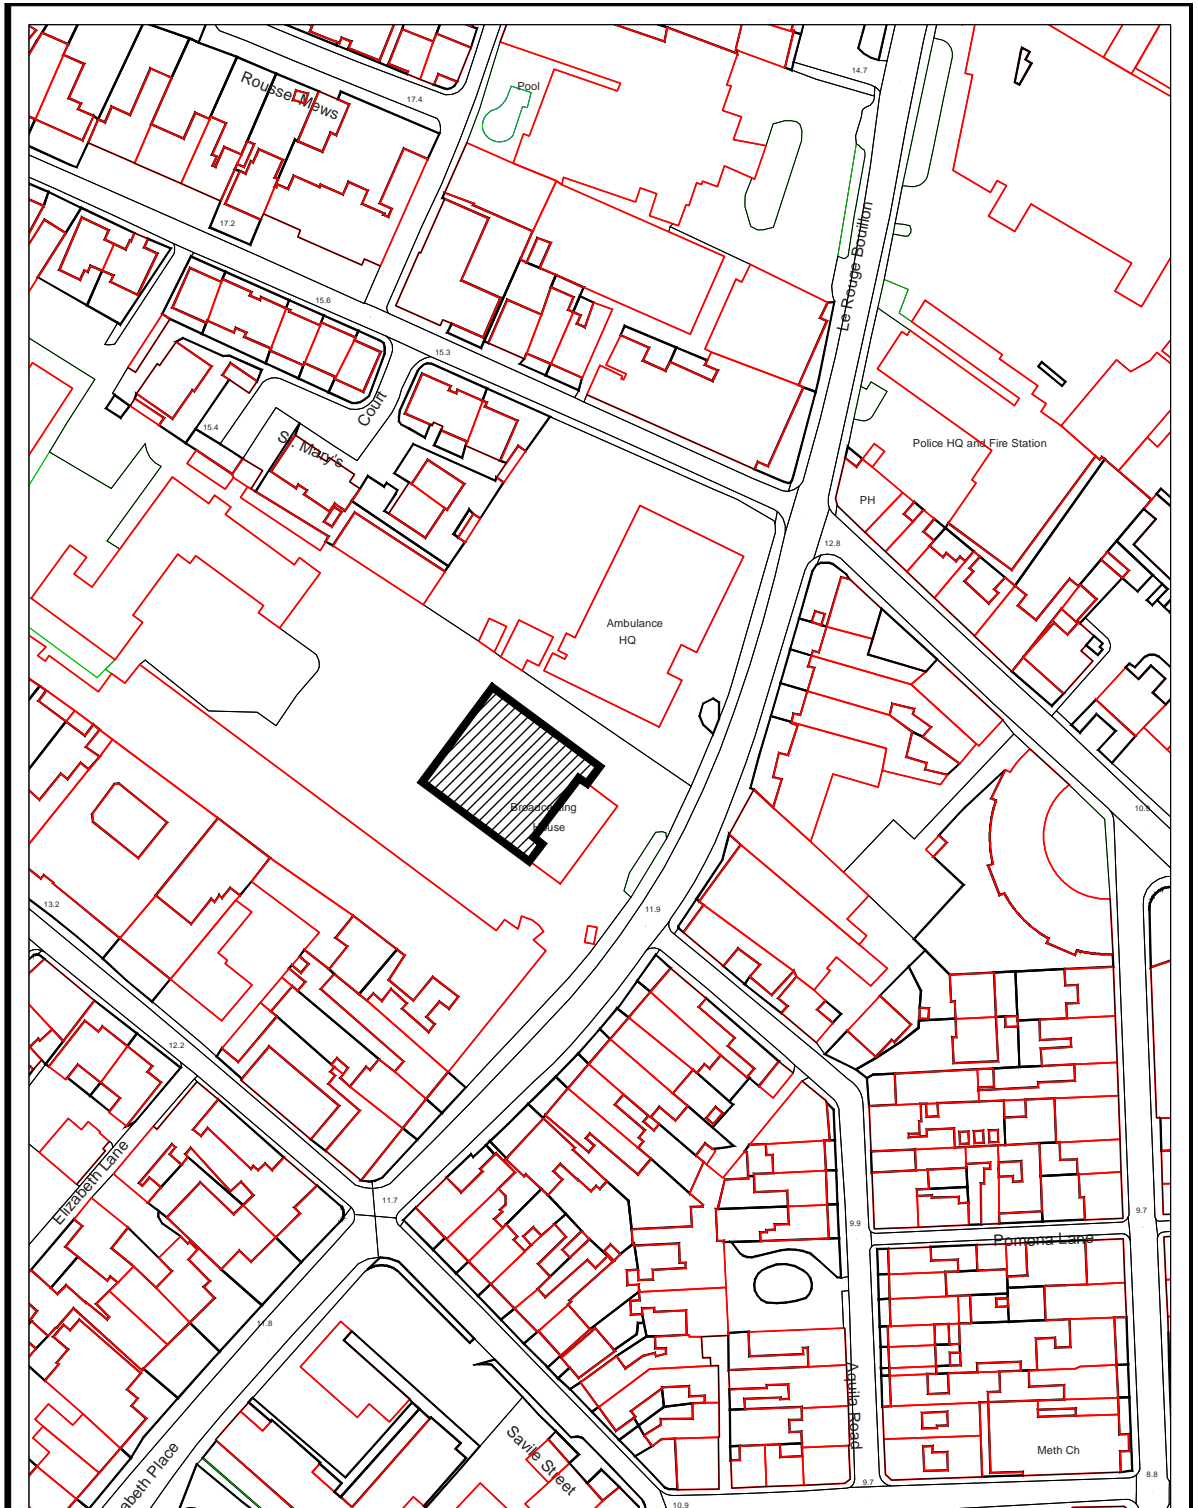 14.7
Pool
Roussel Mews
17.4
17.2
Le Rouge Bouillon
15.6
15.3
Court
15.4
St. Mary's
Police HQ and Fire Station
PH
12.8
Ambulance
HQ
Broadcasting
House
10.9
13.2
11.9
12.2
Elizabeth Lane
11.7
9.7
9.9
Pomona Lane
11.8
Aquila Road
Savile Street
Meth Ch
abeth Place
8.8
9.7
10.9